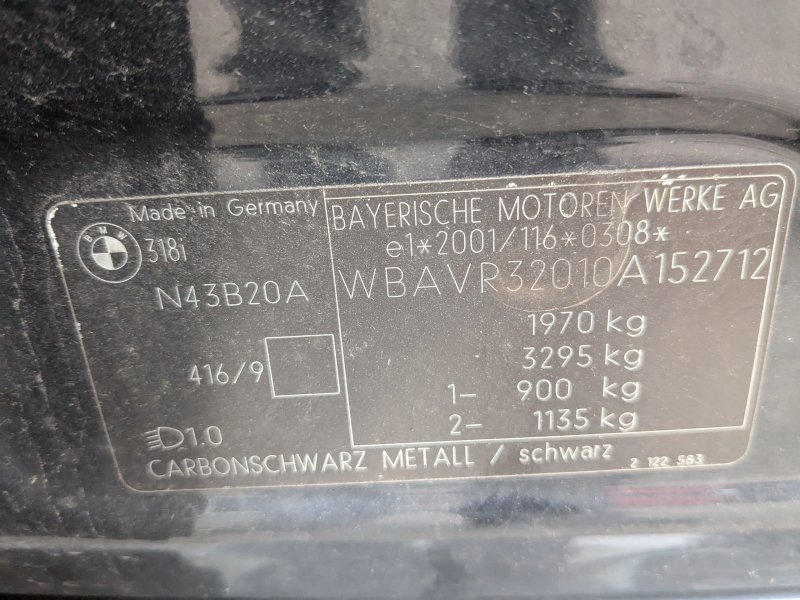 Made in Germany
BMW
318i
N43B20A
416/9
1.0
BAYERISCHE MOTOREN WERKE AG
e1*2001/116*0308*
WBAVR32010A152712
1970 kg
3295 kg
1- 900 kg
2- 1135 kg
CARBONSCHWARZ METALL / schwarz
2 122 583